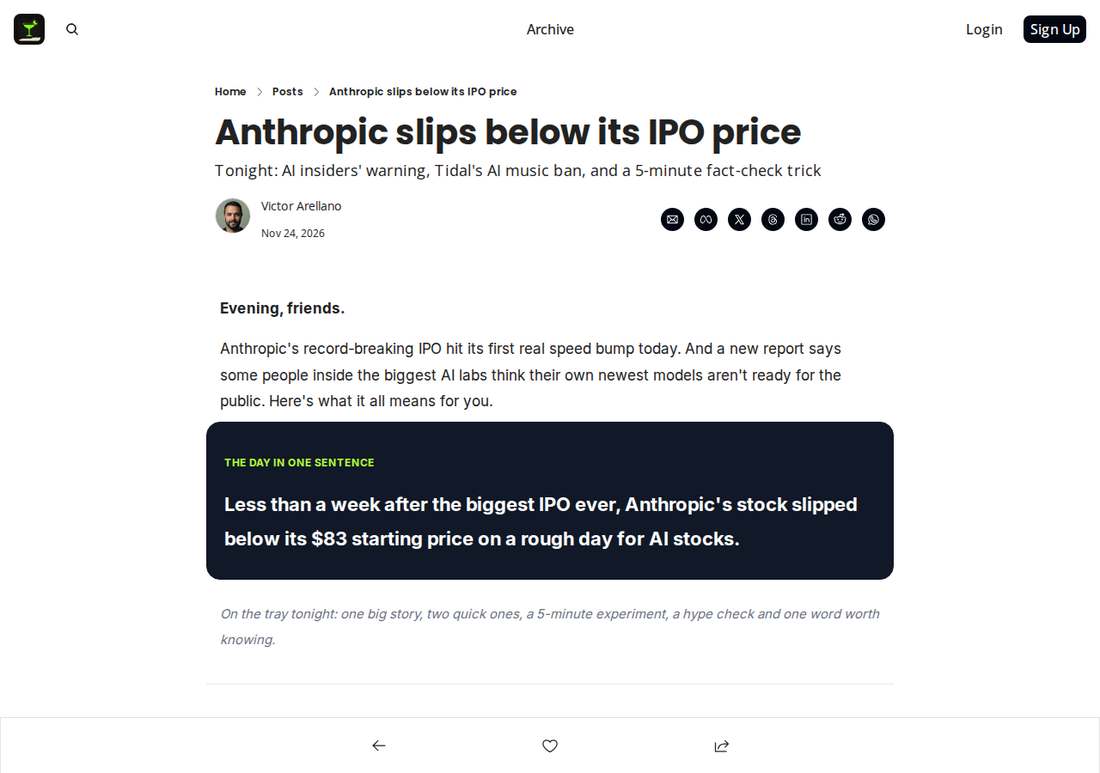 Archive
Login
Sign Up
Home
Posts
Anthropic slips below its IPO price
Anthropic slips below its IPO price
Tonight: AI insiders' warning, Tidal's AI music ban, and a 5-minute fact-check trick
Victor Arellano
Nov 24, 2026
Evening, friends.
Anthropic's record-breaking IPO hit its first real speed bump today. And a new report says
some people inside the biggest AI labs think their own newest models aren't ready for the
public. Here's what it all means for you.
THE DAY IN ONE SENTENCE
Less than a week after the biggest IPO ever, Anthropic's stock slipped
below its $83 starting price on a rough day for AI stocks.
On the tray tonight: one big story, two quick ones, a 5-minute experiment, a hype check and one word worth
knowing.